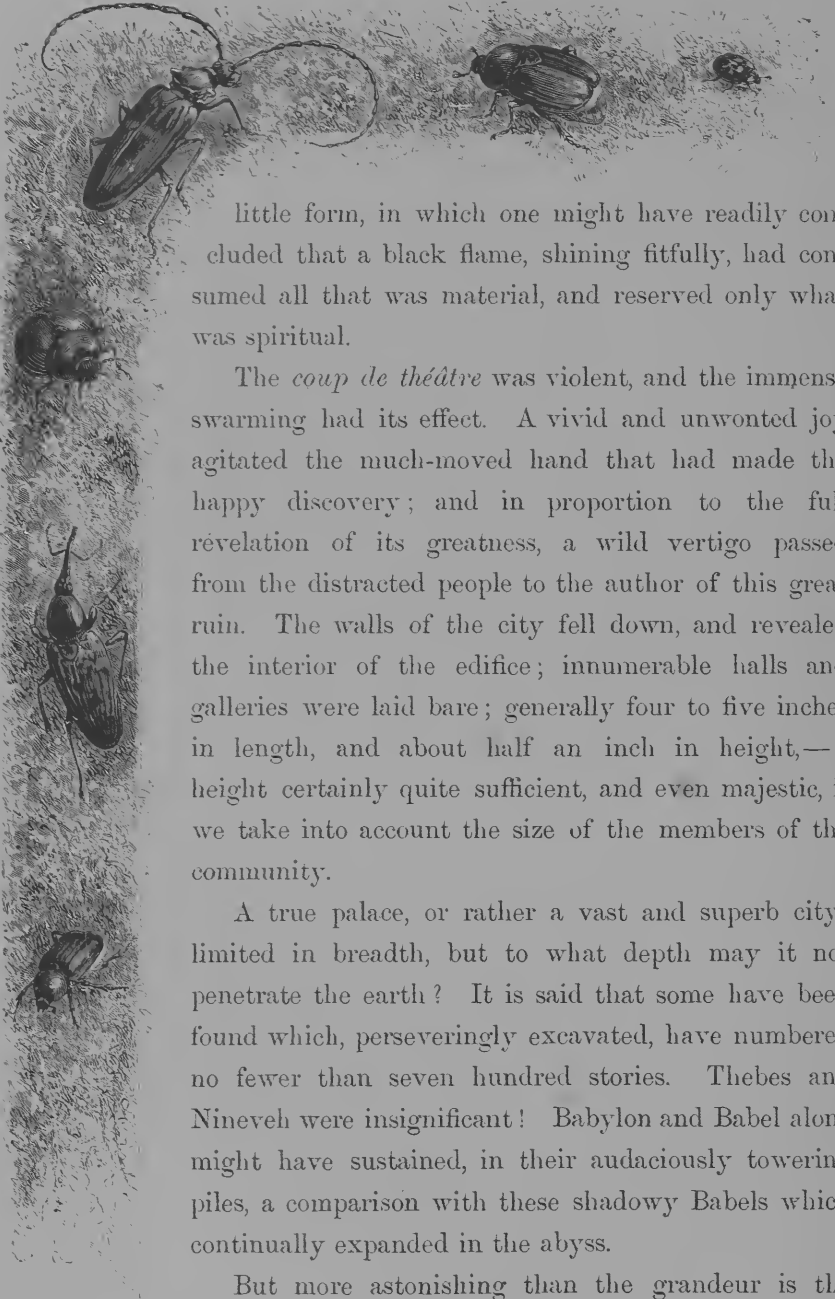 little form, in which one might have readily con
cluded that a black flame, shining fitfully, had con
sumed all that was material, and reserved only wha
was spiritual.
The coup de théâtre was violent, and the immens
swarming had its effect. A vivid and unwonted jo
agitated the much-moved hand that had made th
happy discovery; and in proportion to the ful
revelation of its greatness, a wild vertigo passe
from the distracted people to the author of this grea
ruin. The walls of the city fell down, and reveale
the interior of the edifice; innumerable halls an
galleries were laid bare; generally four to five inche
in length, and about half an inch in height,—
height certainly quite sufficient, and even majestic,
we take into account the size of the members of th
community.
A true palace, or rather a vast and superb city
limited in breadth, but to what depth may it no
penetrate the earth? It is said that some have bee
found which, perseveringly excavated, have numbere
no fewer than seven hundred stories. Thebes an
Nineveh were insignificant! Babylon and Babel alon
might have sustained, in their audaciously towerin
piles, a comparison with these shadowy Babels whic
continually expanded in the abyss.
But more astonishing than the grandeur is th